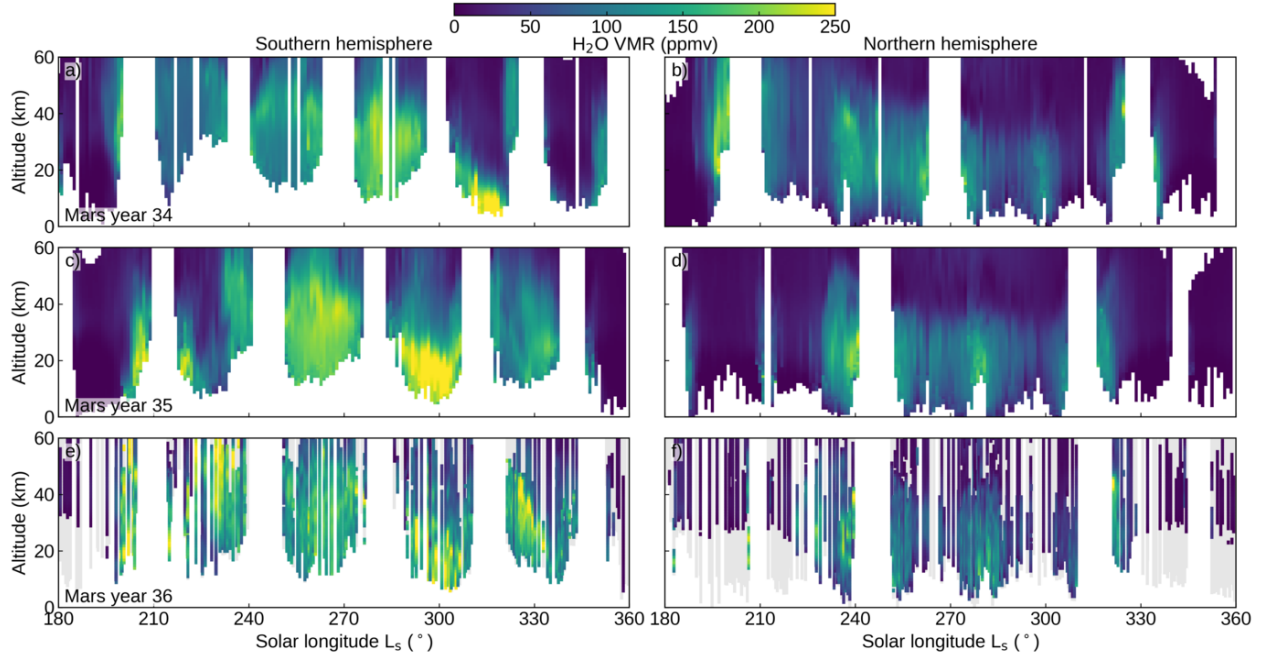 0 50 100 150 200 250
Southern hemisphere H₂O VMR (ppmv) Northern hemisphere
a) b)
60
40
20
0
Altitude (km)
Mars year 34
c) d)
60
40
20
0
Altitude (km)
Mars year 35
e) f)
60
40
20
0
Altitude (km)
Mars year 36
180 210 240 270 300 330 360 180 210 240 270 300 330 360
Solar longitude Lₛ (°) Solar longitude Lₛ (°)